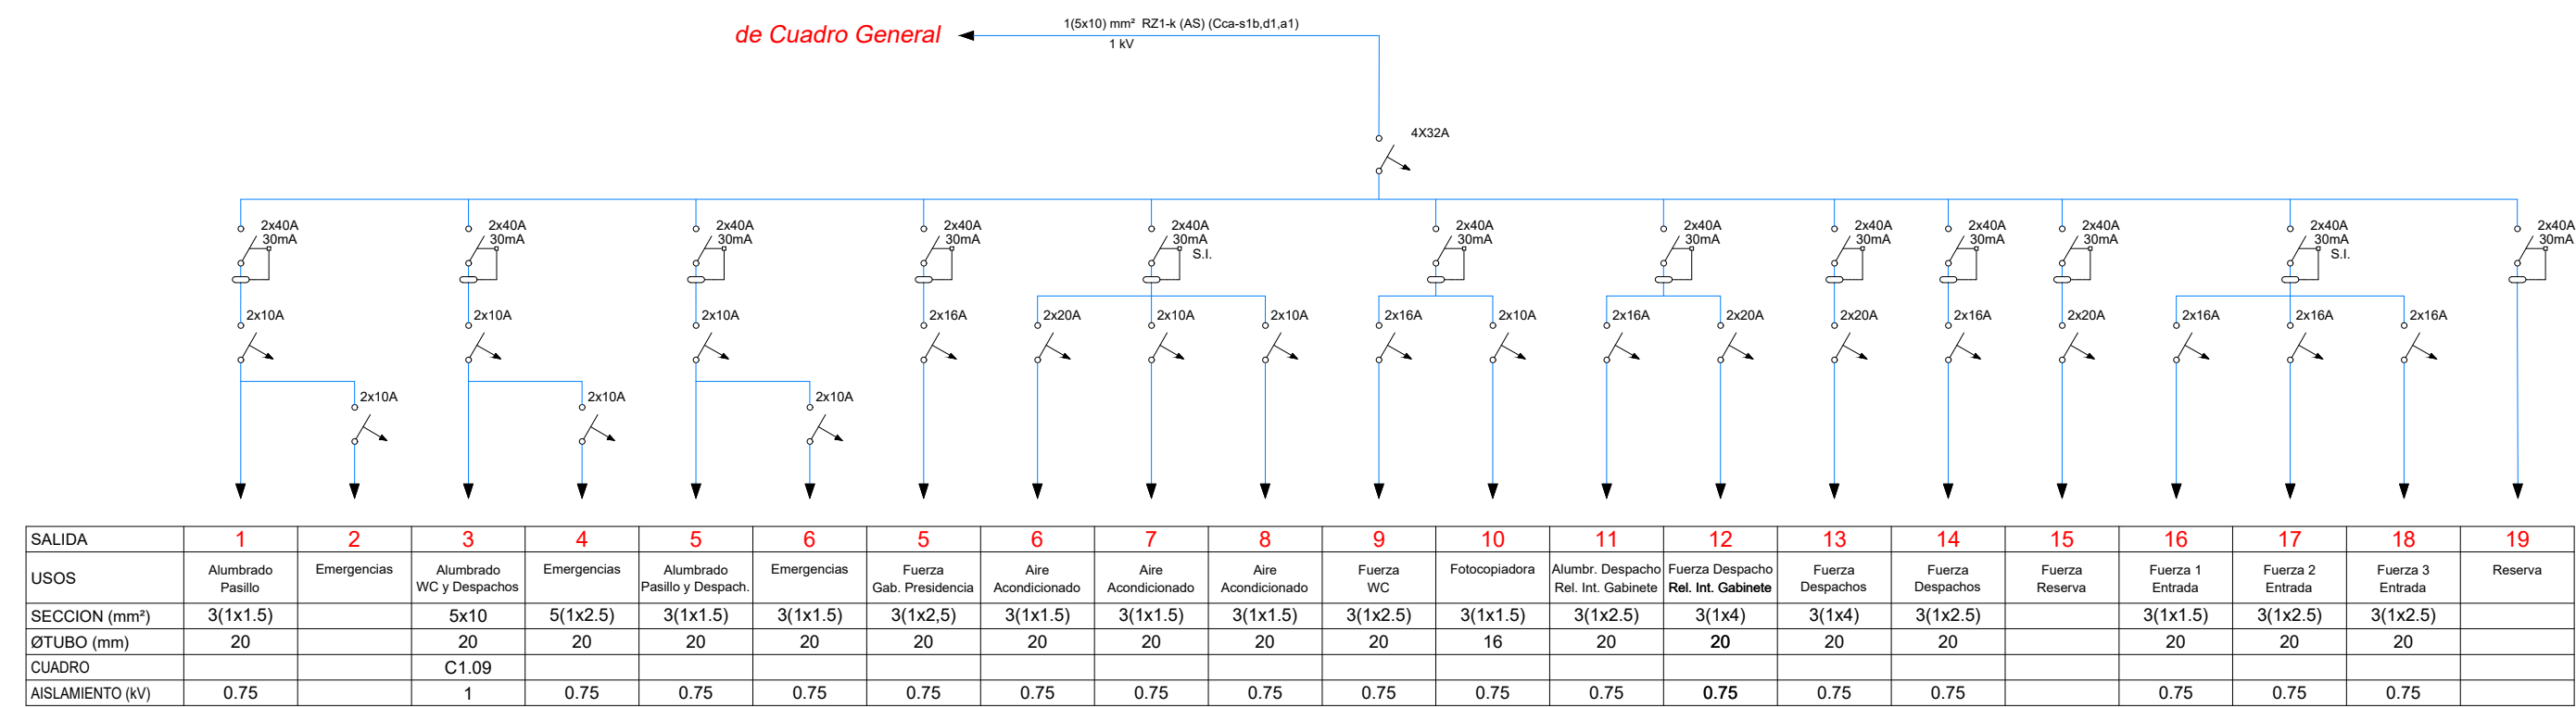 de Cuadro General
1(5x10) mm² RZ1-k (AS) (Cca-s1b,d1,a1)
1 kV
4X32A
2x40A 2x40A 2x40A 2x40A 2x40A 2x40A 2x40A 2x40A 2x40A 2x40A 2x40A 2x40A
30mA 30mA 30mA 30mA 30mA 30mA 30mA 30mA 30mA 30mA 30mA 30mA
S.I. S.I.
2x10A 2x10A 2x10A 2x16A 2x20A 2x10A 2x10A 2x16A 2x10A 2x16A 2x20A 2x20A 2x16A 2x20A 2x16A 2x16A 2x16A
2x10A 2x10A 2x10A
SALIDA 1 2 3 4 5 6 5 6 7 8 9 10 11 12 13 14 15 16 17 18 19
USOS
Alumbrado Emergencias Alumbrado Emergencias Alumbrado Emergencias Fuerza Aire Aire Aire Fuerza Fotocopiadora Alumbr. Despacho Fuerza Despacho Fuerza Fuerza Fuerza Fuerza 1 Fuerza 2 Fuerza 3 Reserva
Pasillo WC y Despachos Pasillo y Despach. Gab. Presidencia Acondicionado Acondicionado Acondicionado WC Rel. Int. Gabinete Rel. Int. Gabinete Despachos Despachos Reserva Entrada Entrada Entrada
SECCION (mm²) 3(1x1.5) 5x10 5(1x2.5) 3(1x1.5) 3(1x1.5) 3(1x2,5) 3(1x1.5) 3(1x1.5) 3(1x1.5) 3(1x2.5) 3(1x1.5) 3(1x2.5) 3(1x4) 3(1x4) 3(1x2.5) 3(1x1.5) 3(1x2.5) 3(1x2.5)
ØTUBO (mm) 20 20 20 20 20 20 20 20 20 20 16 20 20 20 20 20 20 20
CUADRO C1.09
AISLAMIENTO (kV) 0.75 1 0.75 0.75 0.75 0.75 0.75 0.75 0.75 0.75 0.75 0.75 0.75 0.75 0.75 0.75 0.75 0.75